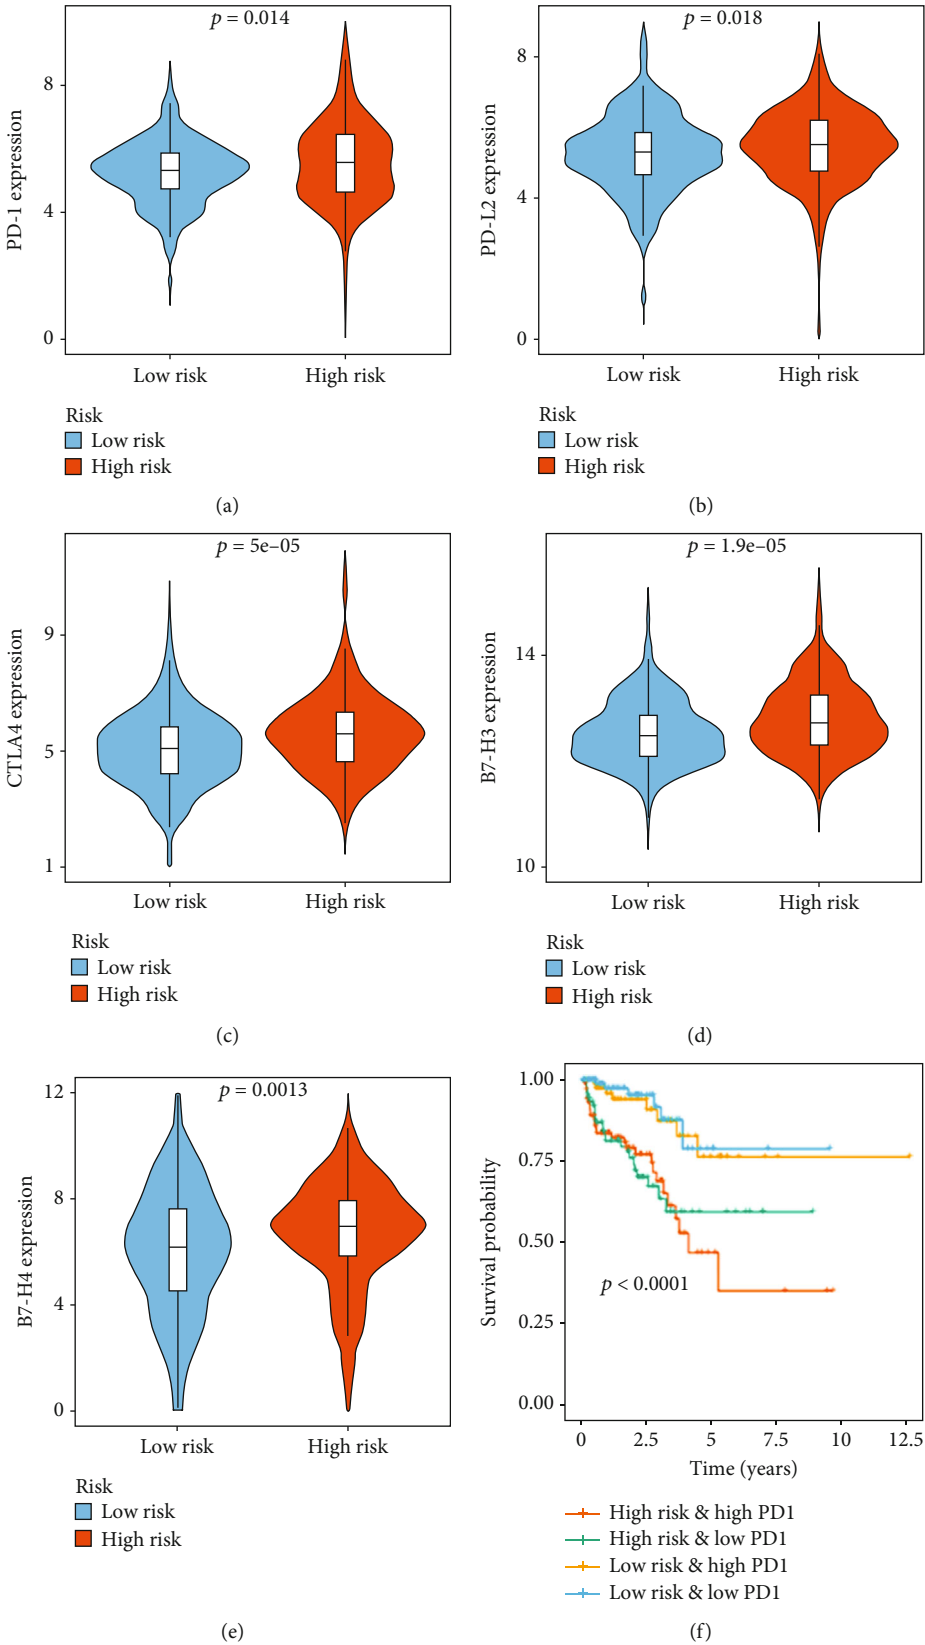 p = 0.014
PD-1 expression
8
4
0
Low risk
High risk
Risk
Low risk
High risk
(a)
p = 0.018
PD-L2 expression
8
4
0
Low risk
High risk
Risk
Low risk
High risk
(b)
p = 5e–05
CTLA4 expression
9
5
1
Low risk
High risk
Risk
Low risk
High risk
(c)
p = 1.9e–05
B7-H3 expression
14
10
Low risk
High risk
Risk
Low risk
High risk
(d)
p = 0.0013
B7-H4 expression
12
8
4
0
Low risk
High risk
Risk
Low risk
High risk
(e)
Survival probability
1.00
0.75
0.50
0.25
0.00
p < 0.0001
0
2.5
5
7.5
10
12.5
Time (years)
High risk & high PD1
High risk & low PD1
Low risk & high PD1
Low risk & low PD1
(f)